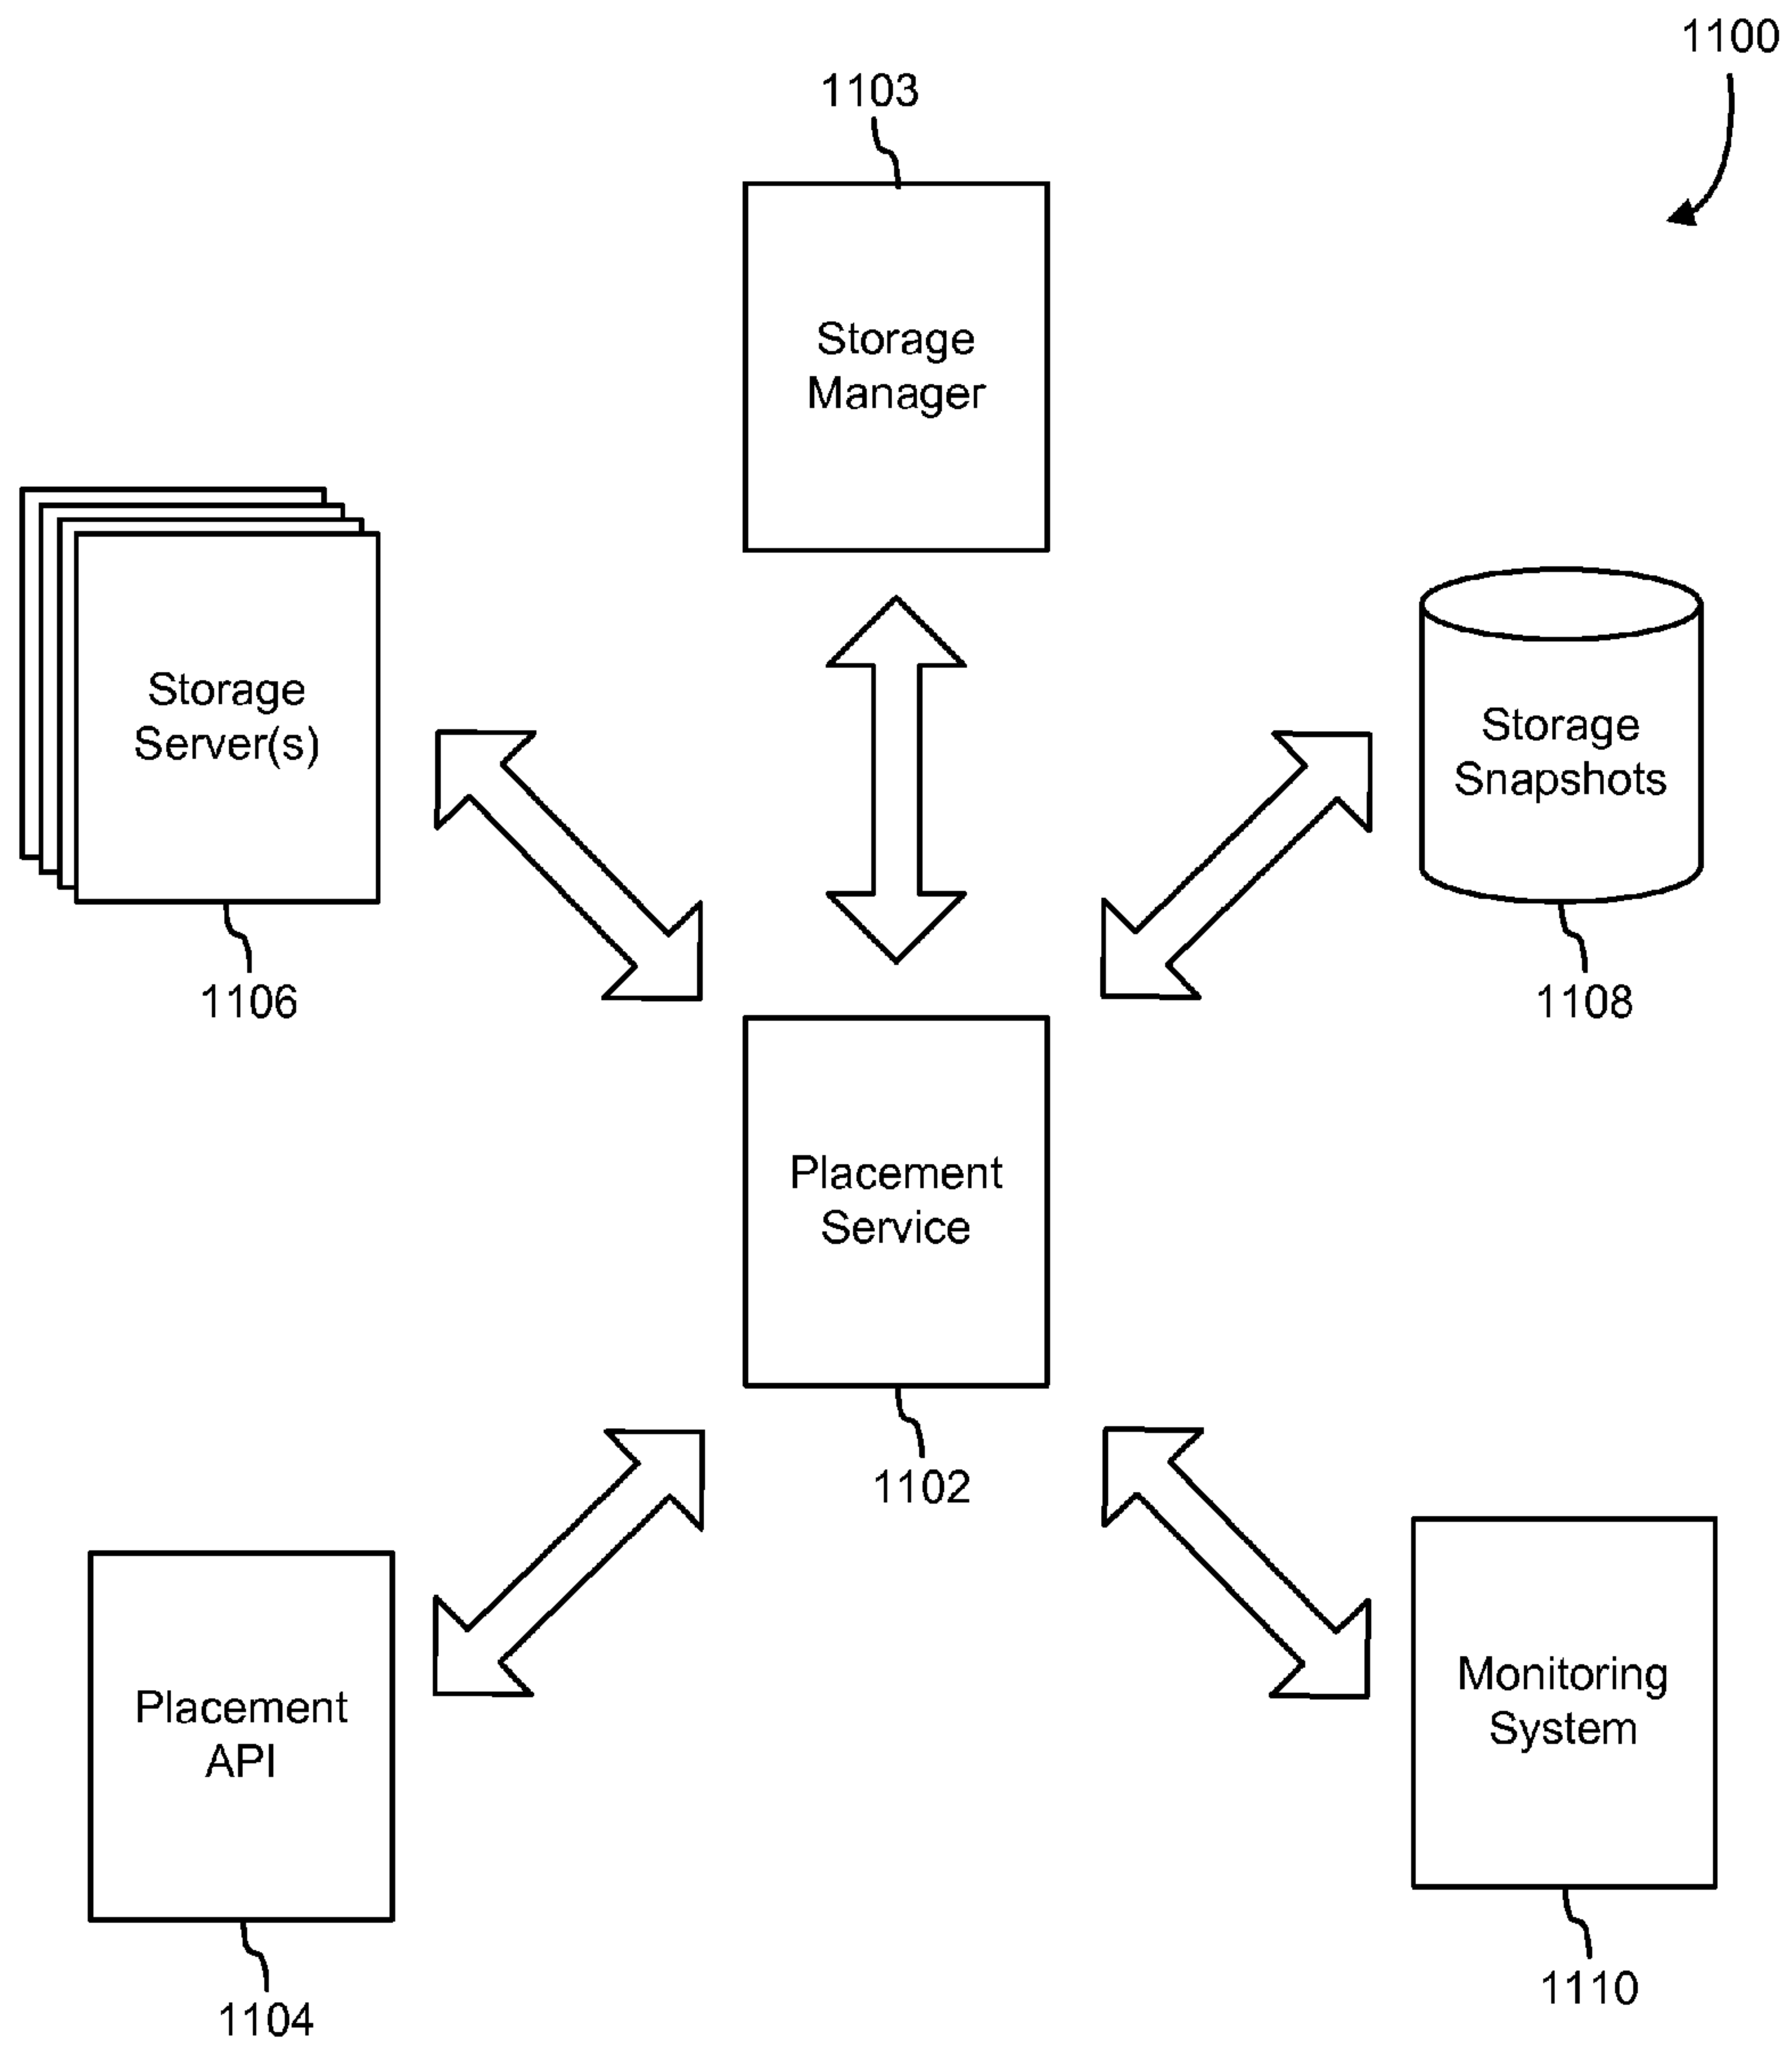 1100
1103
Storage
Manager
Storage
Server(s)
Storage
Snapshots
1106
1108
Placement
Service
1102
Placement
API
Monitoring
System
1104
1110